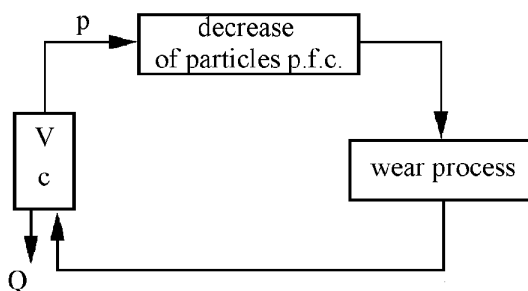 p
decrease
of particles p.f.c.
V
c
wear process
Q